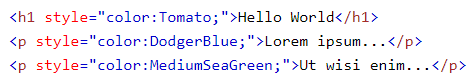 <h1 style="color:Tomato;">Hello World</h1>
<p style="color:DodgerBlue;">Lorem ipsum...</p>
<p style="color:MediumSeaGreen;">Ut wisi enim...</p>